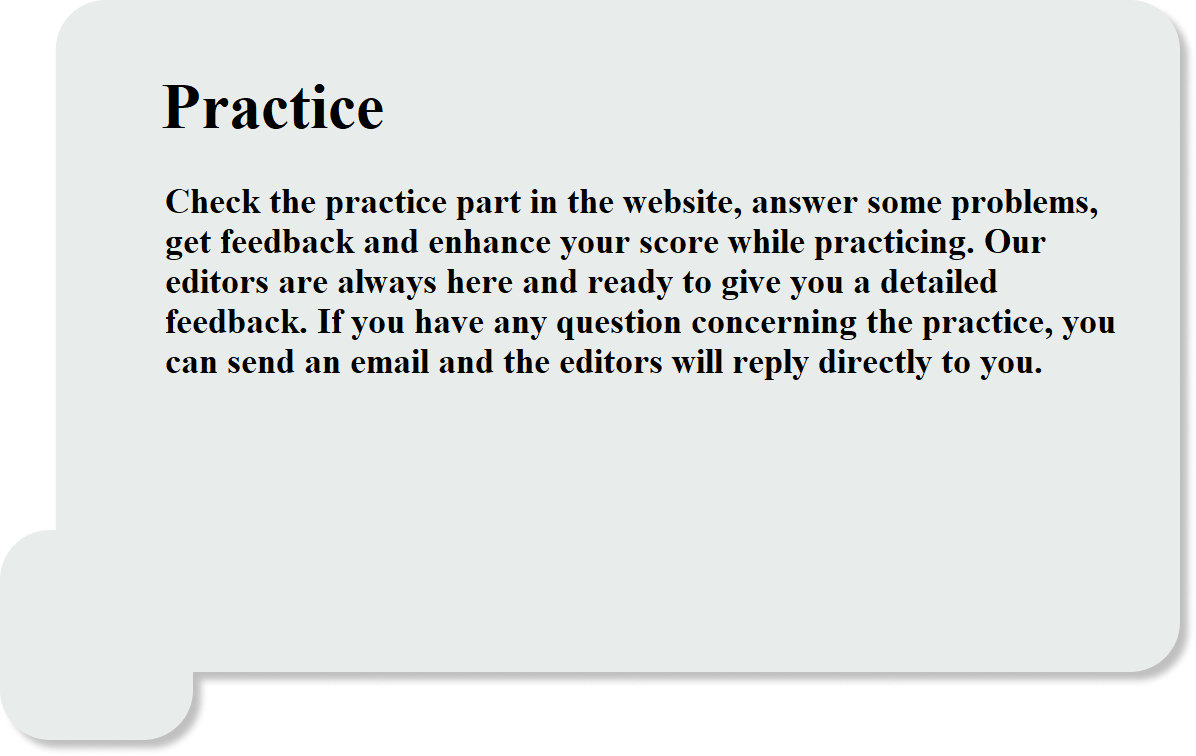 Practice
Check the practice part in the website, answer some problems,
get feedback and enhance your score while practicing. Our
editors are always here and ready to give you a detailed
feedback. If you have any question concerning the practice, you
can send an email and the editors will reply directly to you.